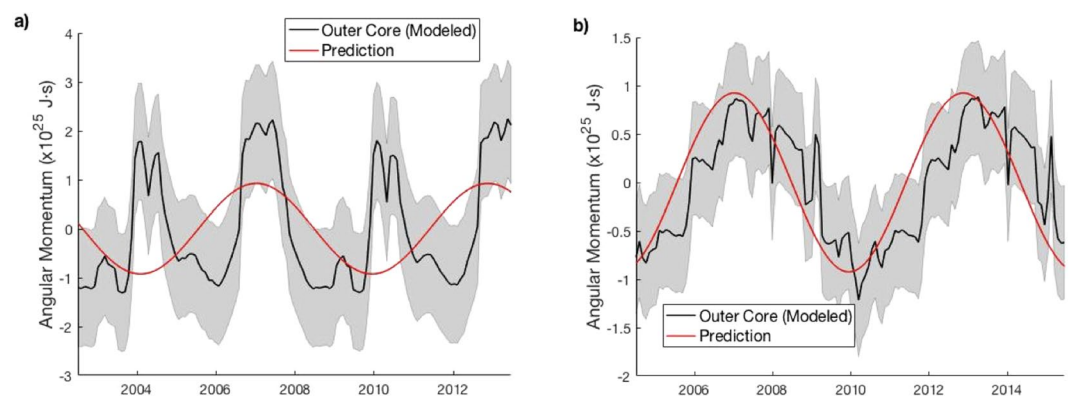 a)
Outer Core (Modeled)
Prediction
Angular Momentum (x10^25 J·s)
4
3
2
1
0
-1
-2
-3
2004 2006 2008 2010 2012
b)
Angular Momentum (x10^25 J·s)
1.5
1
0.5
0
-0.5
-1
-1.5
-2
Outer Core (Modeled)
Prediction
2006 2008 2010 2012 2014